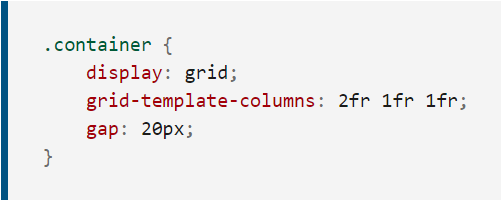 .container {
    display: grid;
    grid-template-columns: 2fr 1fr 1fr;
    gap: 20px;
}